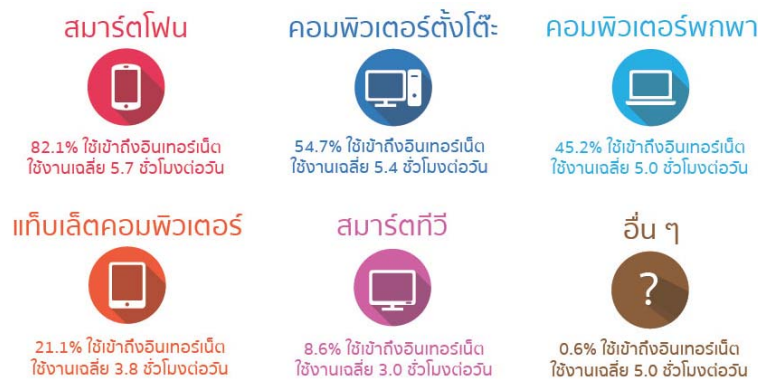 สมาร์ตโฟน
82.1% ใช้เข้าถึงอินเทอร์เน็ต
ใช้งานเฉลี่ย 5.7 ชั่วโมงต่อวัน
คอมพิวเตอร์ตั้งโต๊ะ
54.7% ใช้เข้าถึงอินเทอร์เน็ต
ใช้งานเฉลี่ย 5.4 ชั่วโมงต่อวัน
คอมพิวเตอร์พกพา
45.2% ใช้เข้าถึงอินเทอร์เน็ต
ใช้งานเฉลี่ย 5.0 ชั่วโมงต่อวัน
แท็บเล็ตคอมพิวเตอร์
21.1% ใช้เข้าถึงอินเทอร์เน็ต
ใช้งานเฉลี่ย 3.8 ชั่วโมงต่อวัน
สมาร์ตทีวี
8.6% ใช้เข้าถึงอินเทอร์เน็ต
ใช้งานเฉลี่ย 3.0 ชั่วโมงต่อวัน
อื่น ๆ
?
0.6% ใช้เข้าถึงอินเทอร์เน็ต
ใช้งานเฉลี่ย 5.0 ชั่วโมงต่อวัน